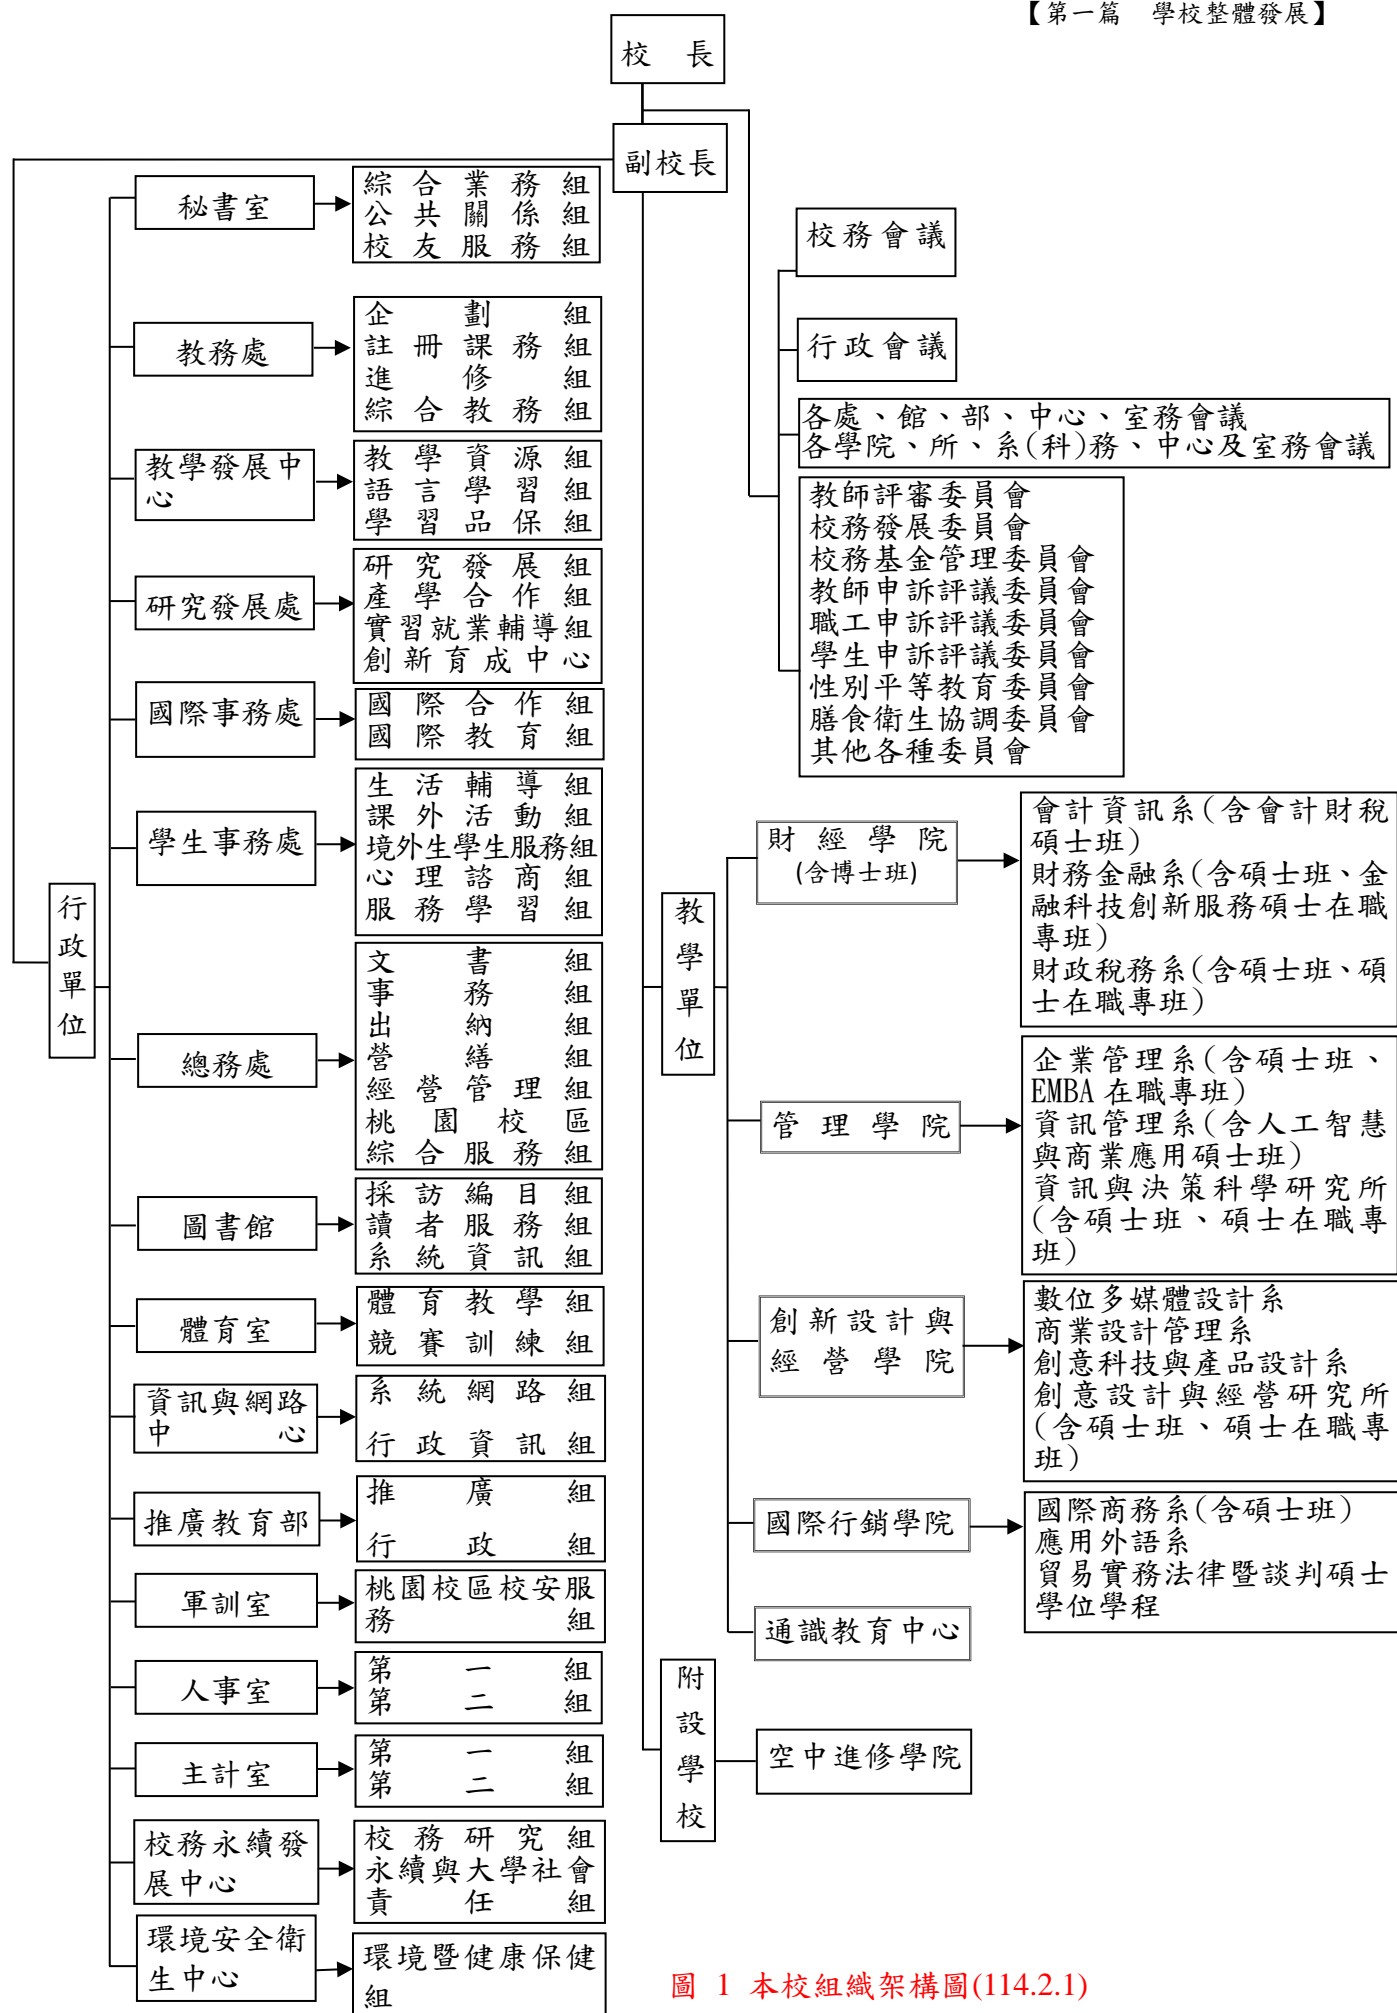 【第一篇　學校整體發展】
校　長
副校長
秘書室
綜合業務組
公共關係組
校友服務組
教務處
企劃組
註冊課務組
進修組
綜合教務組
教學發展中
心
教學資源組
語言學習組
學習品保組
研究發展處
研究發展組
產學合作組
實習就業輔導組
創新育成中心
國際事務處
國際合作組
國際教育組
學生事務處
生活輔導組
課外活動組
境外生學生服務組
心理諮商組
服務學習組
行政單位
總務處
文書組
事務組
出納組
營繕組
經營管理組
桃園校區
綜合服務組
圖書館
採訪編目組
讀者服務組
系統資訊組
體育室
體育教學組
競賽訓練組
資訊與網路
中心
系統網路組
行政資訊組
推廣教育部
推廣組
行政組
軍訓室
桃園校區校安服
務組
人事室
第一組
第二組
主計室
第一組
第二組
校務永續發
展中心
校務研究組
永續與大學社會
責任組
環境安全衛
生中心
環境暨健康保健
組
校務會議
行政會議
各處、館、部、中心、室務會議
各學院、所、系(科)務、中心及室務會議
教師評審委員會
校務發展委員會
校務基金管理委員會
教師申訴評議委員會
職工申訴評議委員會
學生申訴評議委員會
性別平等教育委員會
膳食衛生協調委員會
其他各種委員會
教學單位
財經學院
(含博士班)
會計資訊系(含會計財稅
碩士班)
財務金融系(含碩士班、金
融科技創新服務碩士在職
專班)
財政稅務系(含碩士班、碩
士在職專班)
管理學院
企業管理系(含碩士班、
EMBA 在職專班)
資訊管理系(含人工智慧
與商業應用碩士班)
資訊與決策科學研究所
(含碩士班、碩士在職專
班)
創新設計與
經營學院
數位多媒體設計系
商業設計管理系
創意科技與產品設計系
創意設計與經營研究所
(含碩士班、碩士在職專
班)
國際行銷學院
國際商務系(含碩士班)
應用外語系
貿易實務法律暨談判碩士
學位學程
通識教育中心
附設學校
空中進修學院
圖 1 本校組織架構圖(114.2.1)